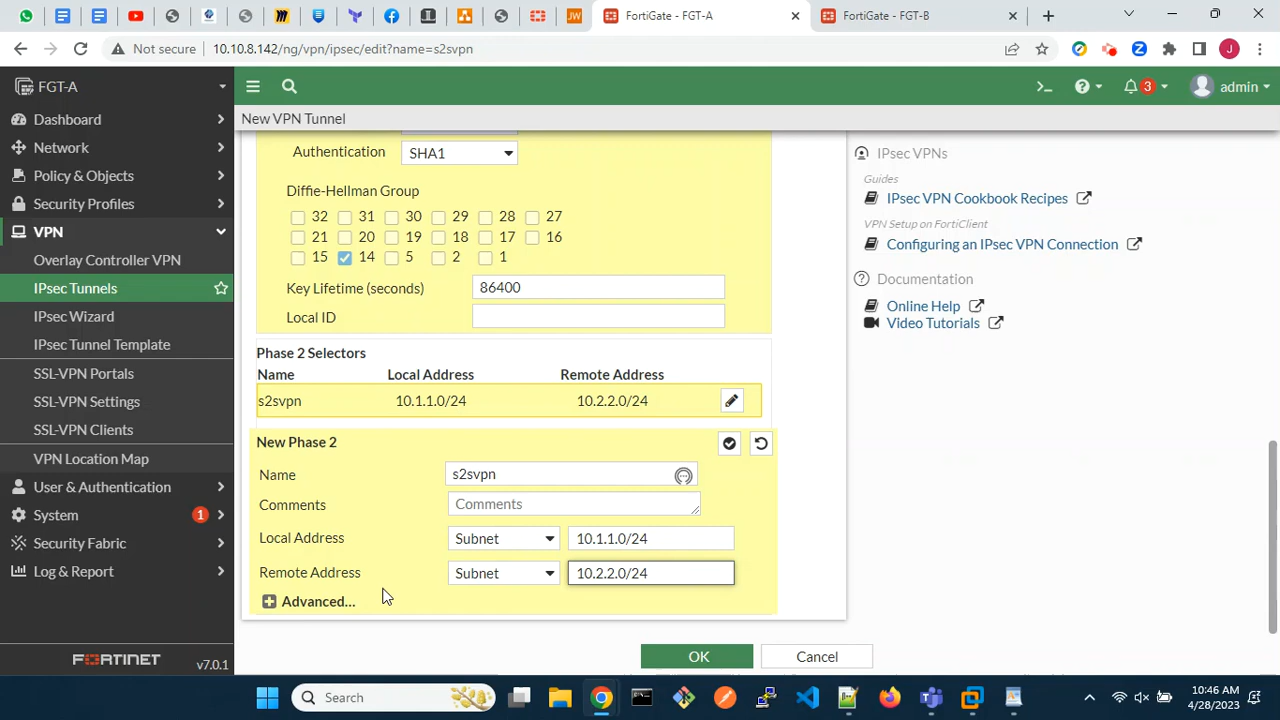 FortiGate - FGT-A
FortiGate - FGT-B
Not secure
10.10.8.142/ng/vpn/ipsec/edit?name=s2svpn
J
FGT-A
3
admin
New VPN Tunnel
Dashboard
Network
Policy & Objects
Security Profiles
VPN
Overlay Controller VPN
IPsec Tunnels
IPsec Wizard
IPsec Tunnel Template
SSL-VPN Portals
SSL-VPN Settings
SSL-VPN Clients
VPN Location Map
User & Authentication
System 1
Security Fabric
Log & Report
FORTINET v7.0.1
Authentication SHA1
Diffie-Hellman Group
32 31 30 29 28 27
21 20 19 18 17 16
15 14 5 2 1
Key Lifetime (seconds) 86400
Local ID
Phase 2 Selectors
Name Local Address Remote Address
s2svpn 10.1.1.0/24 10.2.2.0/24
New Phase 2
Name s2svpn
Comments Comments
Local Address Subnet 10.1.1.0/24
Remote Address Subnet 10.2.2.0/24
Advanced...
OK Cancel
IPsec VPNs
Guides
IPsec VPN Cookbook Recipes
VPN Setup on FortiClient
Configuring an IPsec VPN Connection
Documentation
Online Help
Video Tutorials
Search
10:46 AM
4/28/2023